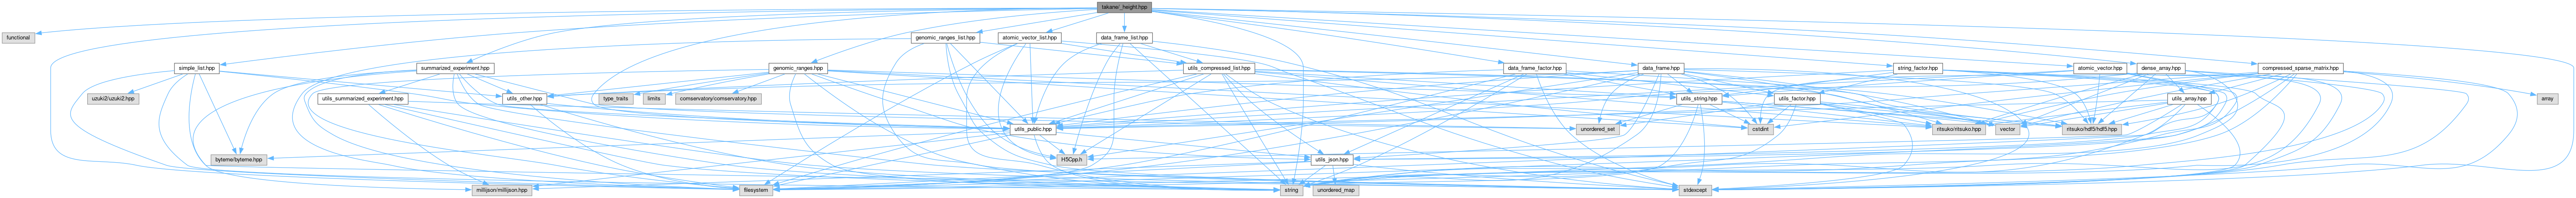 takane/_height.hpp
functional
genomic_ranges_list.hpp
atomic_vector_list.hpp
data_frame_list.hpp
simple_list.hpp
summarized_experiment.hpp
genomic_ranges.hpp
utils_compressed_list.hpp
data_frame_factor.hpp
data_frame.hpp
string_factor.hpp
atomic_vector.hpp
dense_array.hpp
compressed_sparse_matrix.hpp
uzuki2/uzuki2.hpp
utils_summarized_experiment.hpp
utils_other.hpp
type_traits
limits
comservatory/comservatory.hpp
utils_string.hpp
utils_factor.hpp
utils_array.hpp
array
utils_public.hpp
unordered_set
cstdint
ritsuko/ritsuko.hpp
vector
ritsuko/hdf5/hdf5.hpp
byteme/byteme.hpp
H5Cpp.h
utils_json.hpp
millijson/millijson.hpp
filesystem
string
unordered_map
stdexcept